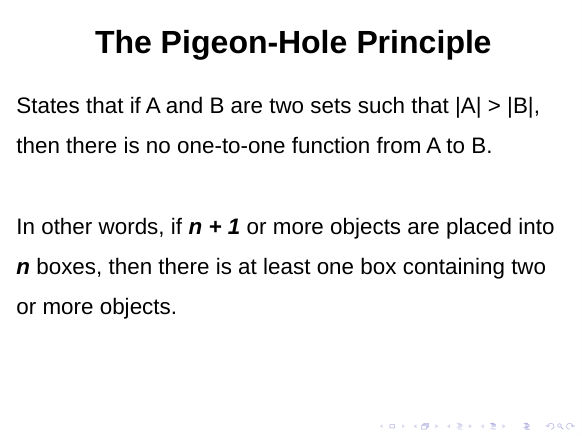 The Pigeon-Hole Principle
States that if A and B are two sets such that |A| > |B|,
then there is no one-to-one function from A to B.
In other words, if n + 1 or more objects are placed into
n boxes, then there is at least one box containing two
or more objects.